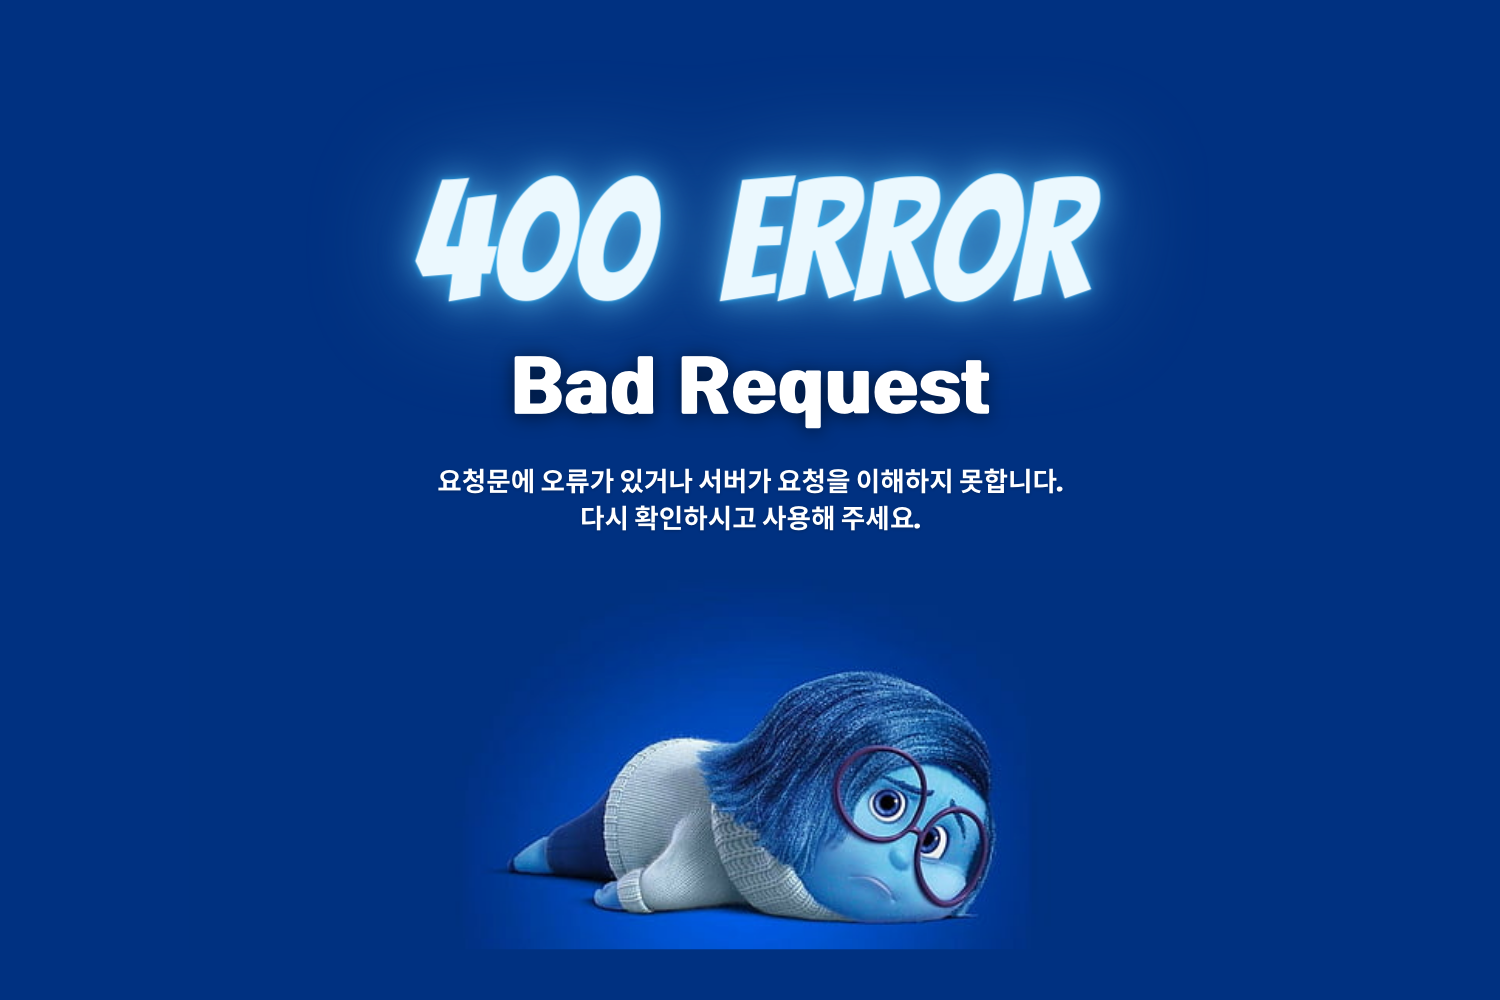 400 ERROR
Bad Request
요청문에 오류가 있거나 서버가 요청을 이해하지 못합니다.
다시 확인하시고 사용해 주세요.